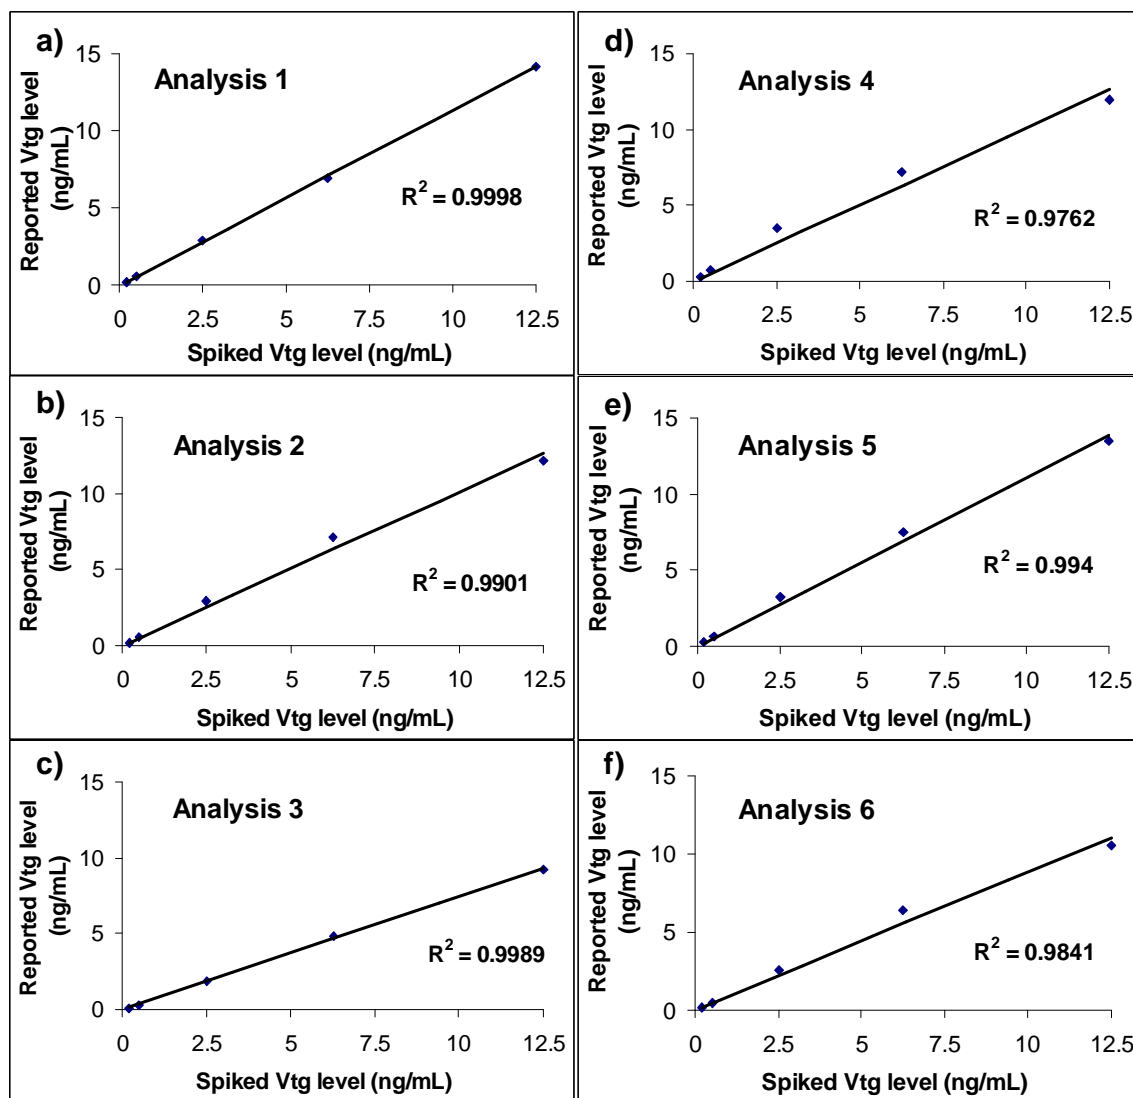 a)
Analysis 1
Reported Vtg level
(ng/mL)
15
10
5
0
R² = 0.9998
0 2.5 5 7.5 10 12.5
Spiked Vtg level (ng/mL)
b)
Analysis 2
Reported Vtg level
(ng/mL)
15
10
5
0
R² = 0.9901
0 2.5 5 7.5 10 12.5
Spiked Vtg level (ng/mL)
c)
Analysis 3
Reported Vtg level
(ng/mL)
15
10
5
0
R² = 0.9989
0 2.5 5 7.5 10 12.5
Spiked Vtg level (ng/mL)
d)
Analysis 4
Reported Vtg level
(ng/mL)
15
10
5
0
R² = 0.9762
0 2.5 5 7.5 10 12.5
Spiked Vtg level (ng/mL)
e)
Analysis 5
Reported Vtg level
(ng/mL)
15
10
5
0
R² = 0.994
0 2.5 5 7.5 10 12.5
Spiked Vtg level (ng/mL)
f)
Analysis 6
Reported Vtg level
(ng/mL)
15
10
5
0
R² = 0.9841
0 2.5 5 7.5 10 12.5
Spiked Vtg level (ng/mL)